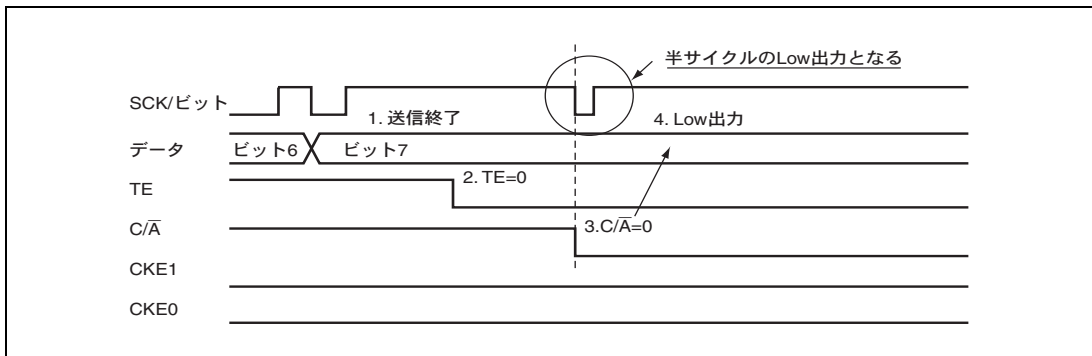 半サイクルのLow出力となる
SCK/ビット
1. 送信終了
4. Low出力
データ
ビット6
ビット7
TE
2. TE=0
C/A̅
3.C/A̅=0
CKE1
CKE0